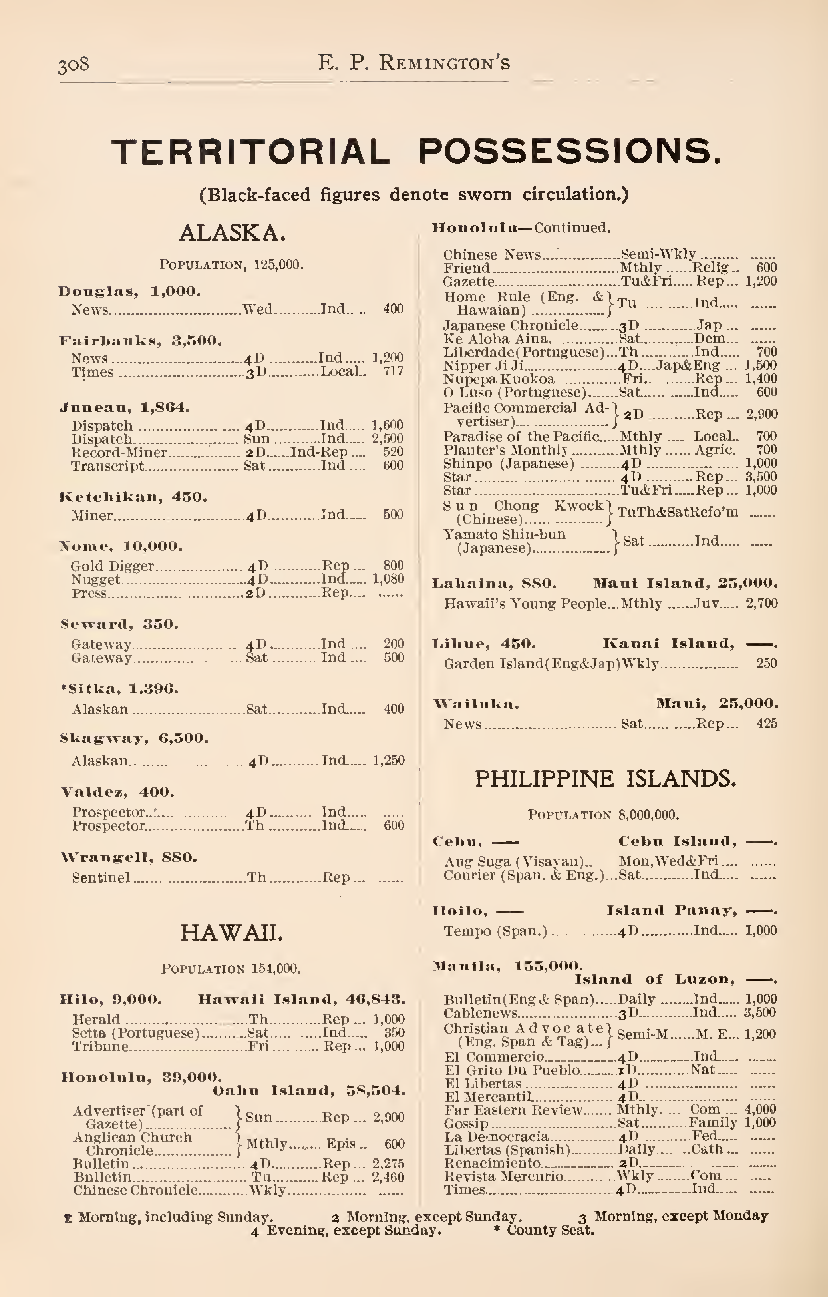 308 E. P. Remington's
TERRITORIAL POSSESSIONS.
(Black-faced figures denote sworn circulation.)
ALASKA.
Population, 125,000.
Douglas, 1,000.
News Wed Ind 400
Fairbanks, 3,500.
News 4D Ind 1,200
Times 3D Local 717
Juneau, 1,864.
Dispatch 4D Ind 1,600
Dispatch Sun Ind 2,500
Record-Miner 2D Ind-Rep 520
Transcript Sat Ind 600
Ketchikan, 450.
Miner 4D Ind 500
Nome, 10,000.
Gold Digger 4D Rep 800
Nugget 4D Ind 1,080
Press 2D Rep
Seward, 350.
Gateway 4D Ind 200
Gateway Sat Ind 500
*Sitka, 1,396.
Alaskan Sat Ind 400
Skagway, 6,500.
Alaskan 4D Ind 1,250
Valdez, 400.
Prospector 4D Ind
Prospector Th Ind 600
Wrangell, 880.
Sentinel Th Rep
HAWAII.
Population 154,000.
Hilo, 9,000. Hawaii Island, 46,843.
Herald Th Rep 1,000
Setta (Portuguese) Sat Ind 350
Tribune Fri Rep 1,000
Honolulu, 39,000.
Oahu Island, 58,504.
Advertiser (part of
Gazette) Sun Rep 2,900
Anglican Church
Chronicle Mthly Epis 600
Bulletin 4D Rep 2,275
Bulletin Tu Rep 2,460
Chinese Chronicle Wkly
Honolulu—Continued.
Chinese News Semi-Wkly
Friend Mthly Relig 600
Gazette Tu&Fri Rep 1,200
Home Rule (Eng. &
Hawaian) Tu Ind
Japanese Chronicle 3D Jap
Ke Aloha Aina Sat Dem
Liberdade(Portuguese) Th Ind 700
Nipper Ji Ji 4D Jap&Eng 1,500
Nupepa Kuokoa Fri Rep 1,400
O Luso (Portuguese) Sat Ind 600
Pacific Commercial Ad-
vertiser) 2D Rep 2,900
Paradise of the Pacific Mthly Local 700
Planter's Monthly Mthly Agric. 700
Shinpo (Japanese) 4D 1,000
Star 4D Rep 3,500
Star Tu&Fri Rep 1,000
Sun Chong Kwock
(Chinese) TuTh&SatRefo'm
Yamato Shin-bun
(Japanese) Sat Ind
Lahaina, 880. Maui Island, 25,000.
Hawaii's Young People Mthly Juv 2,700
Lihue, 450. Kauai Island, ——.
Garden Island(Eng&Jap)Wkly 250
Wailuku. Maui, 25,000.
News Sat Rep 425
PHILIPPINE ISLANDS.
Population 8,000,000.
Cebu, —— Cebu Island, ——.
Ang Suga (Visayan) Mon,Wed&Fri
Courier (Span. & Eng.) Sat Ind
Iloilo, —— Island Panay, ——.
Tempo (Span.) 4D Ind 1,000
Manila, 155,000.
Island of Luzon, ——.
Bulletin(Eng & Span) Daily Ind 1,000
Cablenews 3D Ind 3,500
Christian Advocate
(Eng. Span & Tag) Semi-M M. E. 1,200
El Commercio 4D Ind
El Grito Du Pueblo 1D Nat
El Libertas 4D
El Mercantil 4D
Far Eastern Review Mthly. Com 4,000
Gossip Sat Family 1,000
La Democracia 4D Fed
Libertas (Spanish) Daily Cath
Renacimiento 2D
Revista Mercurio Wkly Com
Times 4D Ind
1 Morning, including Sunday. 2 Morning, except Sunday. 3 Morning, except Monday
4 Evening, except Sunday. * County Seat.